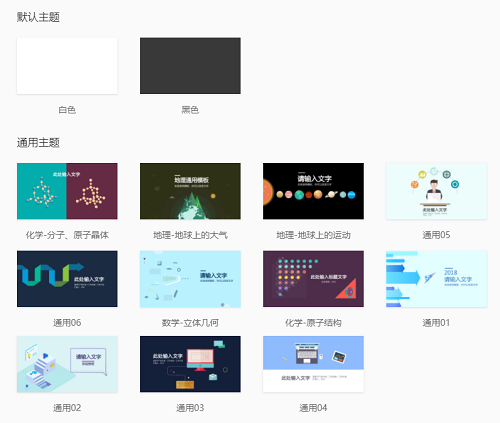 默认主题
白色
黑色
通用主题
此处输入文字
地理通用模板
请输入文字
此处输入文字
化学-分子、原子晶体
地理-地球上的大气
地理-地球上的运动
通用05
此处输入文字
请输入文字
此处输入标题文字
2018
请输入文字
通用06
数学-立体几何
化学-原子结构
通用01
请输入文字
此处输入文字
此处输入文字
通用02
通用03
通用04